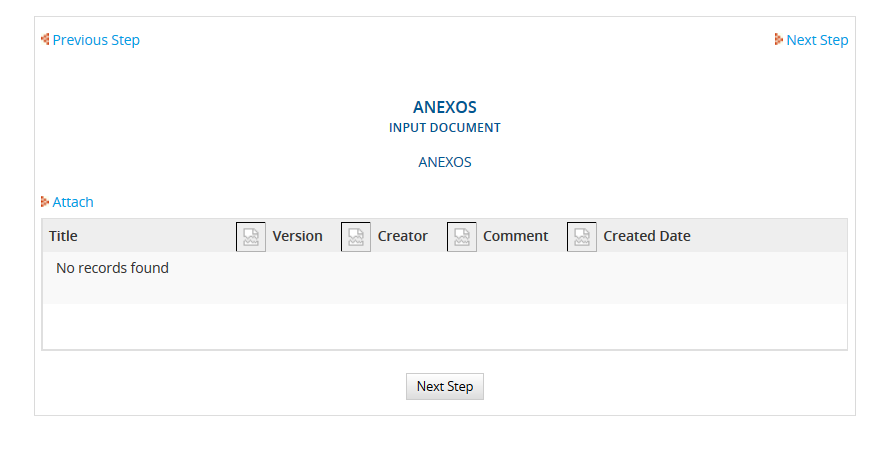 Previous Step Next Step
ANEXOS
INPUT DOCUMENT
ANEXOS
Attach
Title Version Creator Comment Created Date
No records found
Next Step